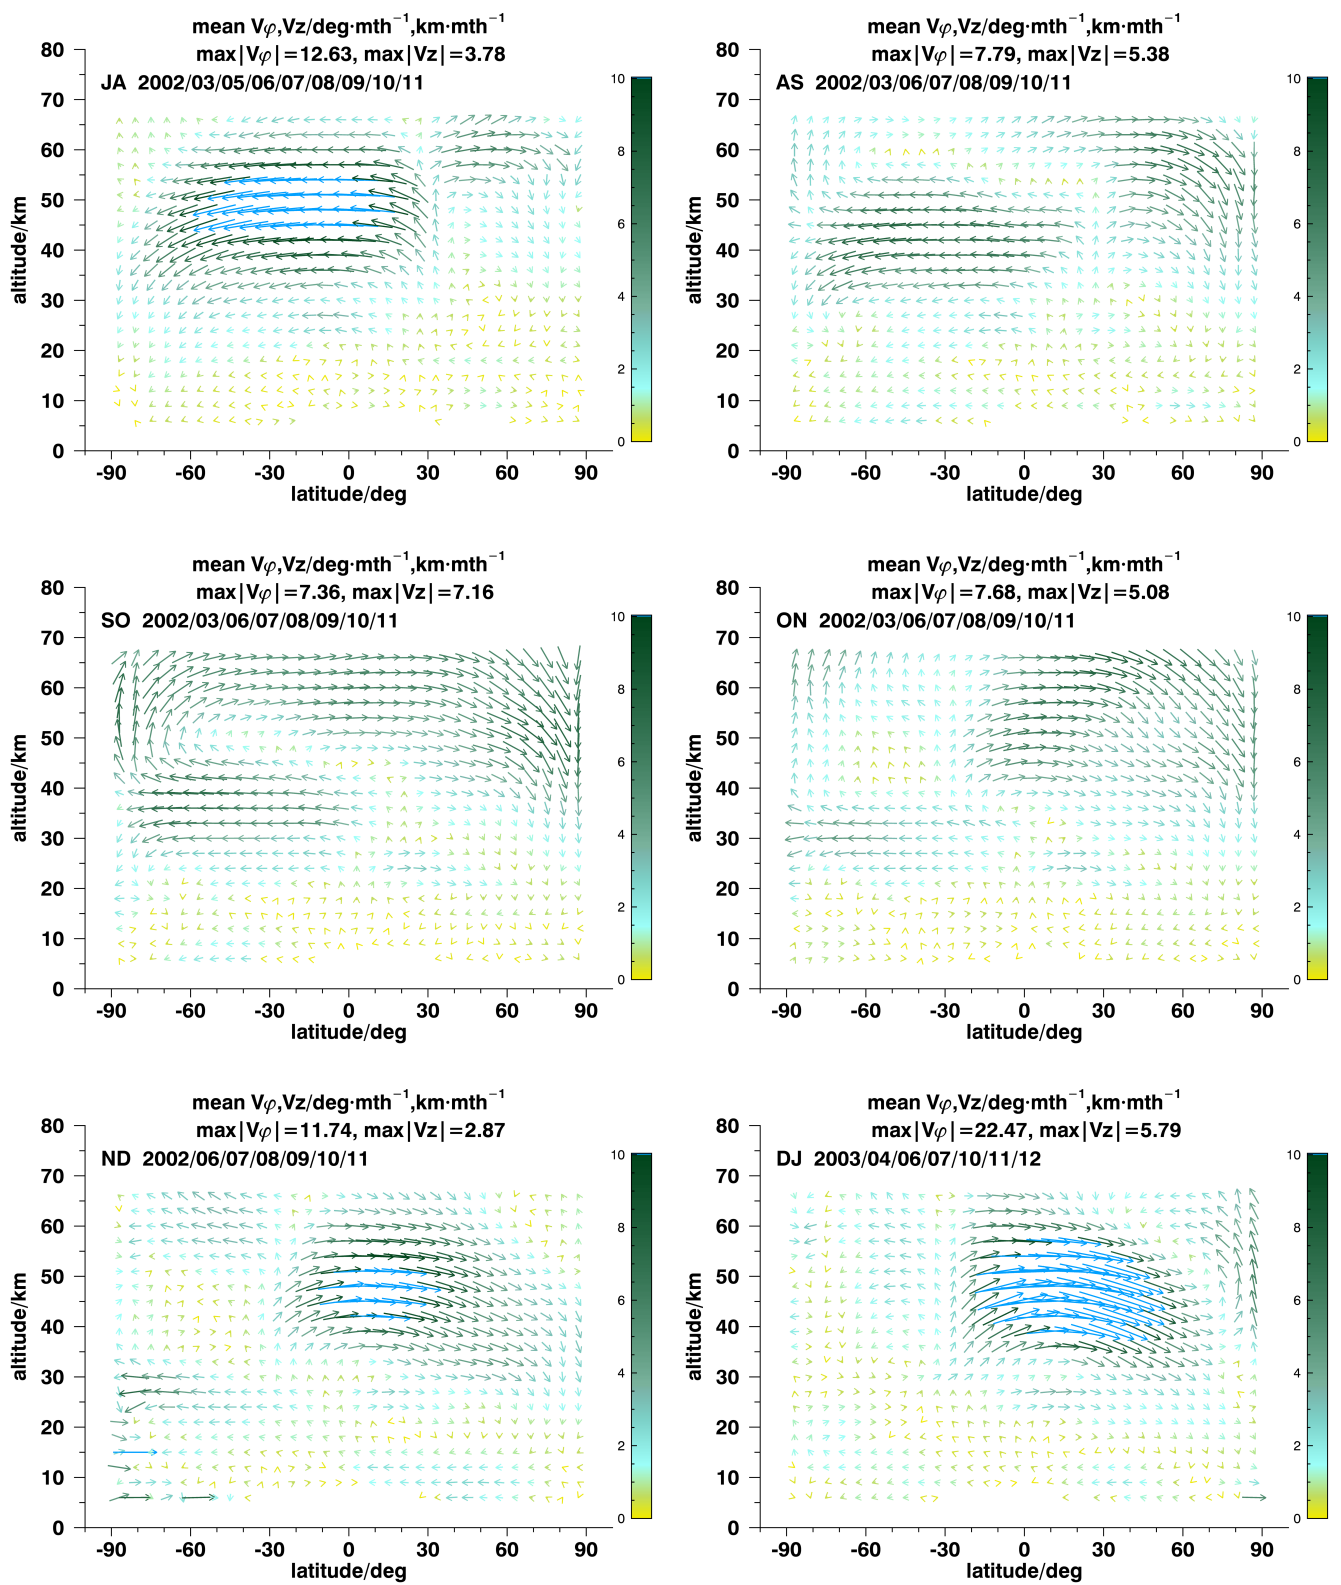 mean Vφ,Vz/deg·mth⁻¹,km·mth⁻¹
max|Vφ|=12.63, max|Vz|=3.78
JA 2002/03/05/06/07/08/09/10/11
80
70
60
50
40
30
20
10
0
altitude/km
-90 -60 -30 0 30 60 90
latitude/deg
10
8
6
4
2
0
mean Vφ,Vz/deg·mth⁻¹,km·mth⁻¹
max|Vφ|=7.79, max|Vz|=5.38
AS 2002/03/06/07/08/09/10/11
80
70
60
50
40
30
20
10
0
altitude/km
-90 -60 -30 0 30 60 90
latitude/deg
10
8
6
4
2
0
mean Vφ,Vz/deg·mth⁻¹,km·mth⁻¹
max|Vφ|=7.36, max|Vz|=7.16
SO 2002/03/06/07/08/09/10/11
80
70
60
50
40
30
20
10
0
altitude/km
-90 -60 -30 0 30 60 90
latitude/deg
10
8
6
4
2
0
mean Vφ,Vz/deg·mth⁻¹,km·mth⁻¹
max|Vφ|=7.68, max|Vz|=5.08
ON 2002/03/06/07/08/09/10/11
80
70
60
50
40
30
20
10
0
altitude/km
-90 -60 -30 0 30 60 90
latitude/deg
10
8
6
4
2
0
mean Vφ,Vz/deg·mth⁻¹,km·mth⁻¹
max|Vφ|=11.74, max|Vz|=2.87
ND 2002/06/07/08/09/10/11
80
70
60
50
40
30
20
10
0
altitude/km
-90 -60 -30 0 30 60 90
latitude/deg
10
8
6
4
2
0
mean Vφ,Vz/deg·mth⁻¹,km·mth⁻¹
max|Vφ|=22.47, max|Vz|=5.79
DJ 2003/04/06/07/10/11/12
80
70
60
50
40
30
20
10
0
altitude/km
-90 -60 -30 0 30 60 90
latitude/deg
10
8
6
4
2
0